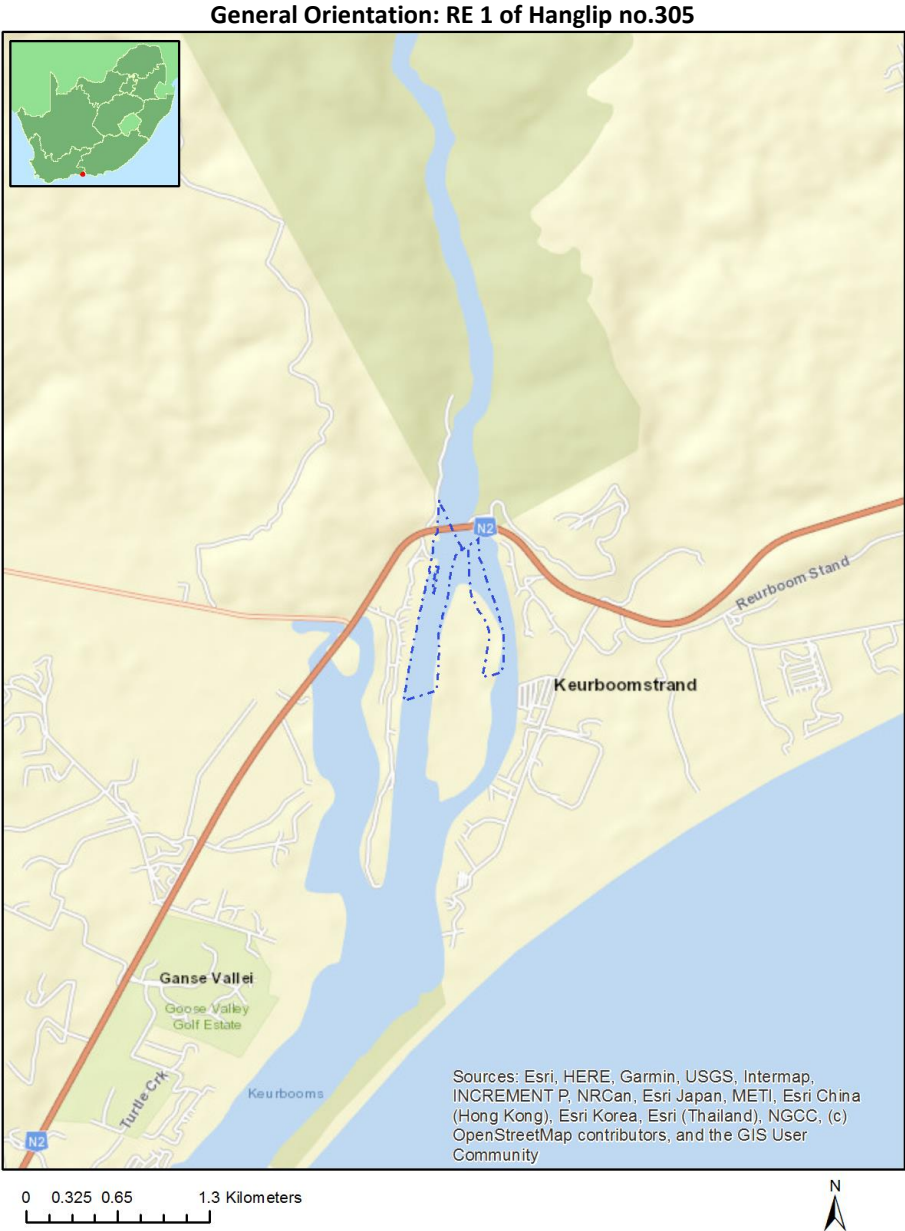 General Orientation: RE 1 of Hanglip no.305
N2
Reurboom Stand
Keurboomstrand
Ganse Vallei
Goose Valley
Golf Estate
Turtle Crk
Keurbooms
N2
Sources: Esri, HERE, Garmin, USGS, Intermap,
INCREMENT P, NRCan, Esri Japan, METI, Esri China
(Hong Kong), Esri Korea, Esri (Thailand), NGCC, (c)
OpenStreetMap contributors, and the GIS User
Community
0 0.325 0.65 1.3 Kilometers
N